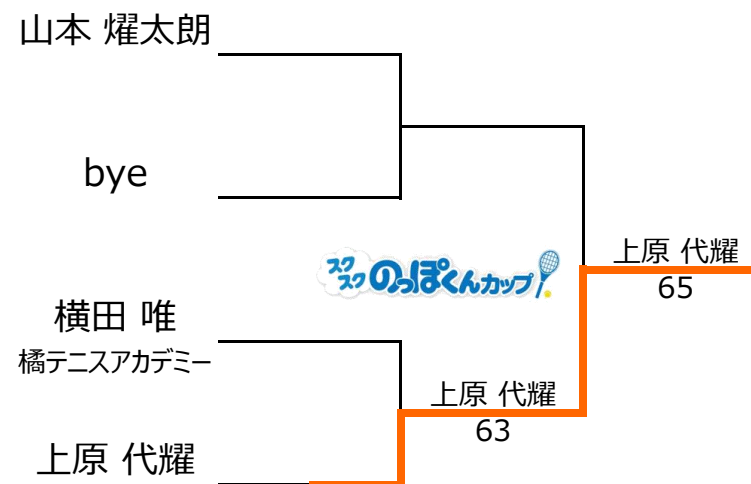 山本 燿太朗
bye
スクスク のっぽくんカップ
上原 代耀
65
横田 唯
橘テニスアカデミー
上原 代耀
63
上原 代耀